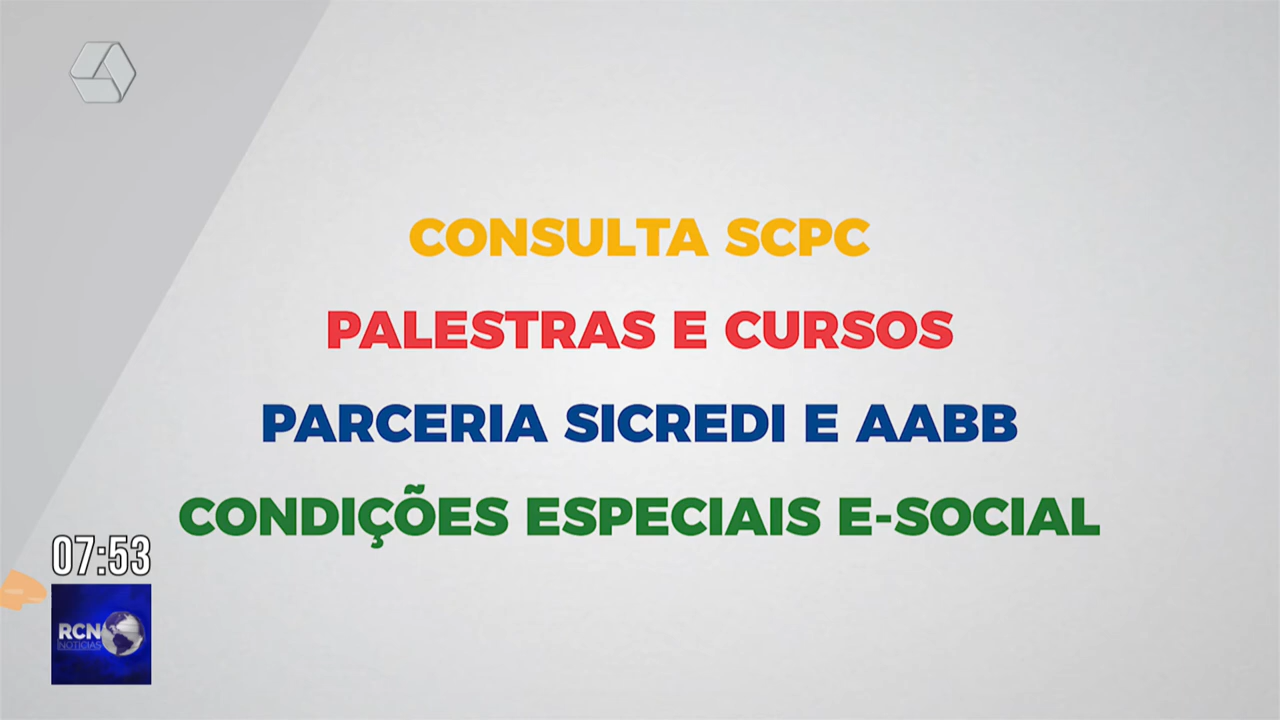 CONSULTA SCPC
PALESTRAS E CURSOS
PARCERIA SICREDI E AABB
CONDIÇÕES ESPECIAIS E-SOCIAL
07:53
RCN
NOTÍCIAS